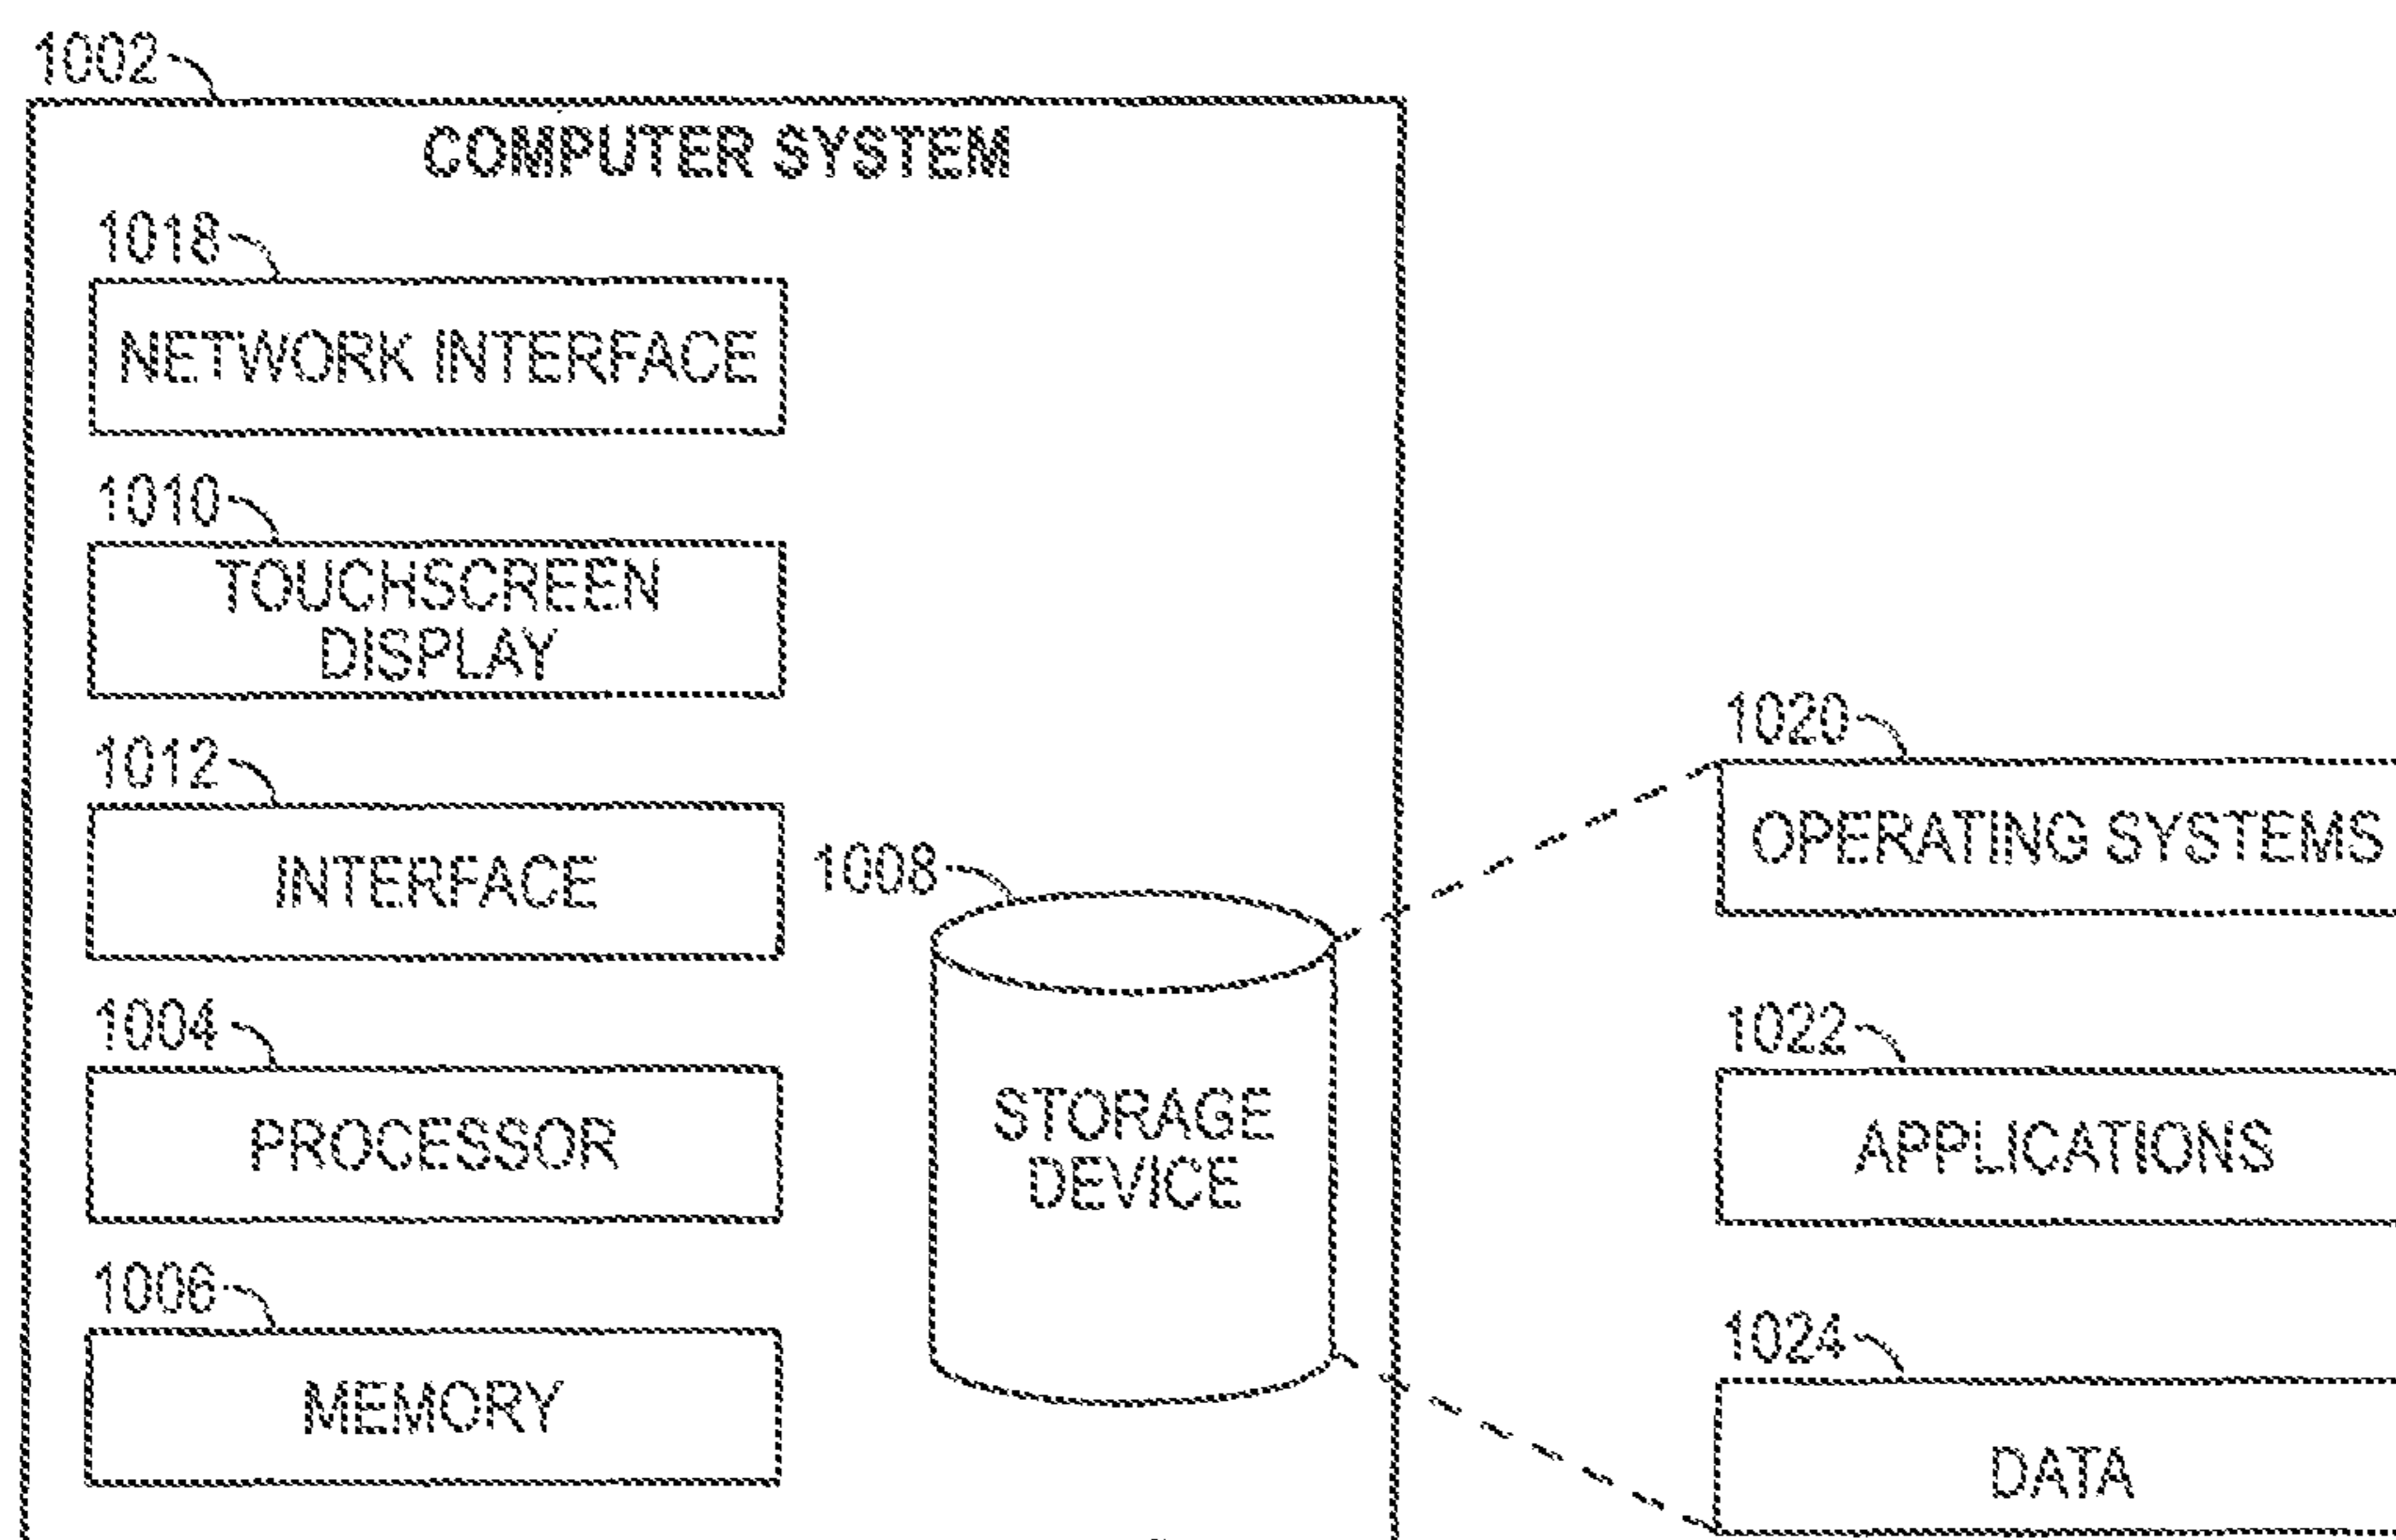 1002
COMPUTER SYSTEM
1018
NETWORK INTERFACE
1010
TOUCHSCREEN
DISPLAY
1012
INTERFACE
1004
PROCESSOR
1006
MEMORY
1008
STORAGE
DEVICE
1020
OPERATING SYSTEMS
1022
APPLICATIONS
1024
DATA